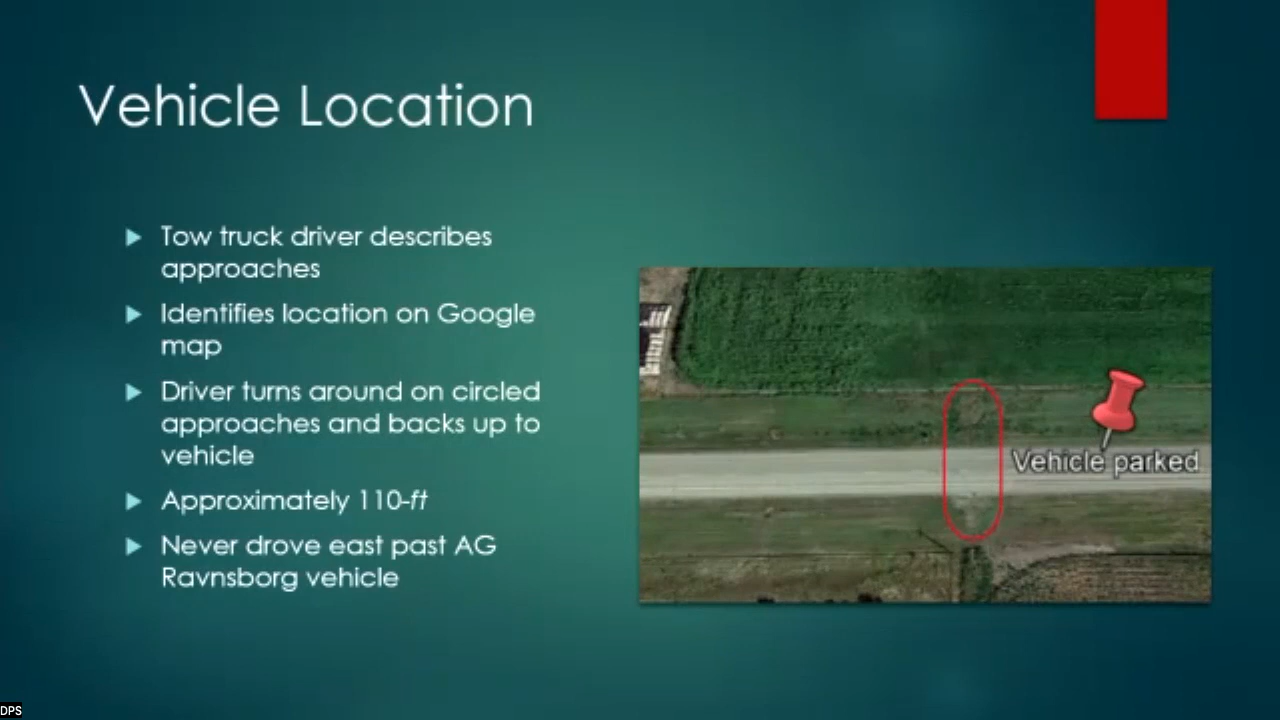 Vehicle Location
Tow truck driver describes
approaches
Identifies location on Google
map
Driver turns around on circled
approaches and backs up to
vehicle
Approximately 110-ft
Never drove east past AG
Ravnsborg vehicle
Vehicle parked
DPS